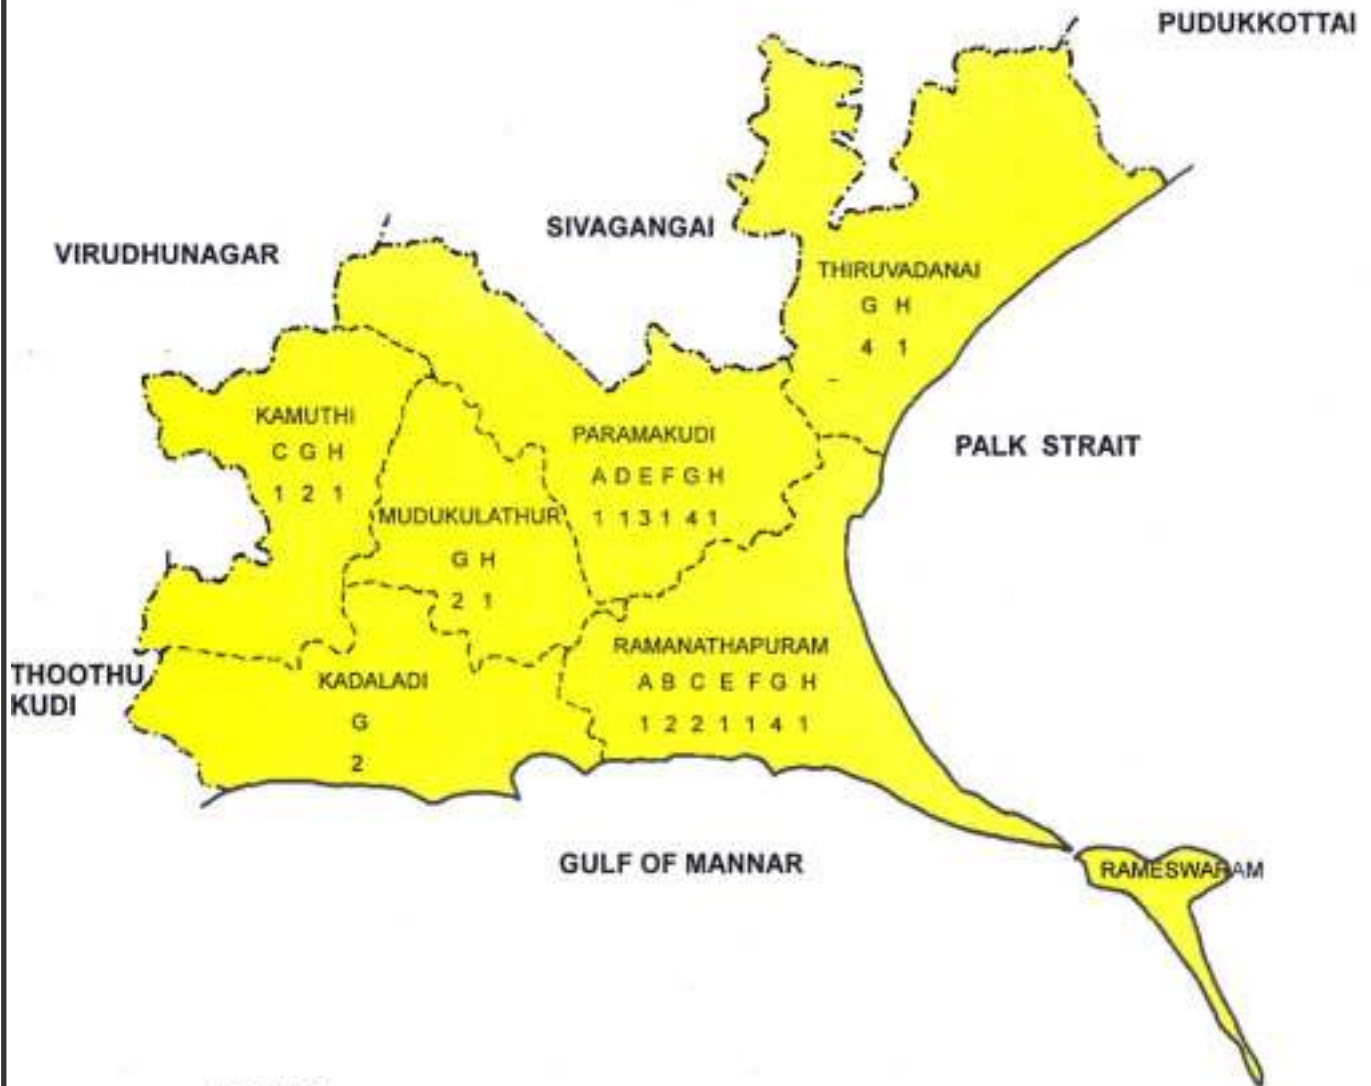 PUDUKKOTTAI
SIVAGANGAI
VIRUDHUNAGAR
THIRUVADANAI
G H
4 1
KAMUTHI
C G H
1 2 1
PARAMAKUDI
A D E F G H
1 1 3 1 4 1
PALK STRAIT
MUDUKULATHUR
G H
2 1
RAMANATHAPURAM
A B C E F G H
1 2 2 1 1 4 1
THOOTHU
KUDI
KADALADI
G
2
GULF OF MANNAR
RAMESWARAM